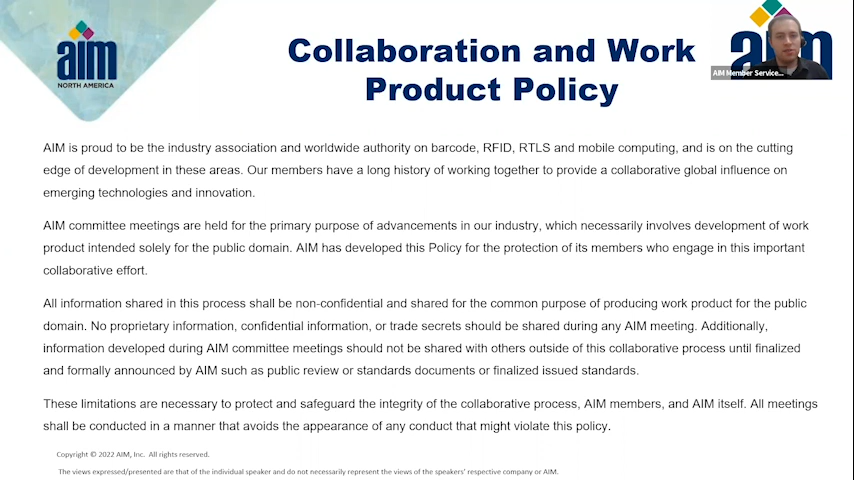 aim
NORTH AMERICA
Collaboration and Work
Product Policy
aim
AIM Member Service...
AIM is proud to be the industry association and worldwide authority on barcode, RFID, RTLS and mobile computing, and is on the cutting
edge of development in these areas. Our members have a long history of working together to provide a collaborative global influence on
emerging technologies and innovation.
AIM committee meetings are held for the primary purpose of advancements in our industry, which necessarily involves development of work
product intended solely for the public domain. AIM has developed this Policy for the protection of its members who engage in this important
collaborative effort.
All information shared in this process shall be non-confidential and shared for the common purpose of producing work product for the public
domain. No proprietary information, confidential information, or trade secrets should be shared during any AIM meeting. Additionally,
information developed during AIM committee meetings should not be shared with others outside of this collaborative process until finalized
and formally announced by AIM such as public review or standards documents or finalized issued standards.
These limitations are necessary to protect and safeguard the integrity of the collaborative process, AIM members, and AIM itself. All meetings
shall be conducted in a manner that avoids the appearance of any conduct that might violate this policy.
Copyright © 2022 AIM, Inc. All rights reserved.
The views expressed/presented are that of the individual speaker and do not necessarily represent the views of the speakers' respective company or AIM.